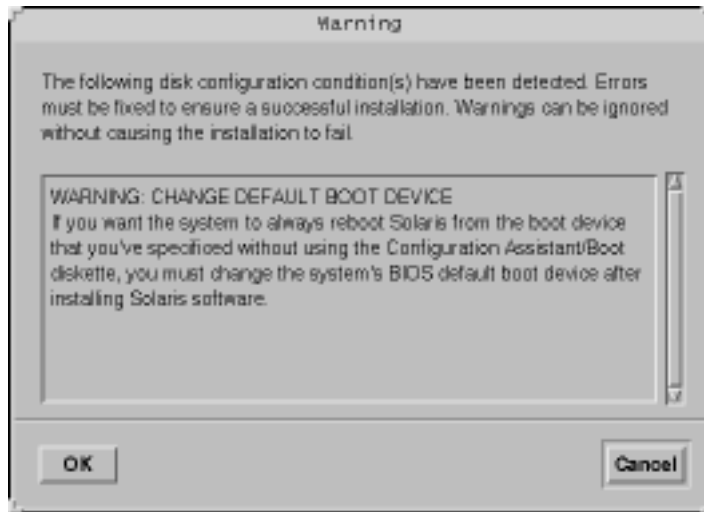 Warning
The following disk configuration condition(s) have been detected. Errors
must be fixed to ensure a successful installation. Warnings can be ignored
without causing the installation to fail.
WARNING: CHANGE DEFAULT BOOT DEVICE
If you want the system to always reboot Solaris from the boot device
that you've specificed without using the Configuration Assistant/Boot
diskette, you must change the system's BIOS default boot device after
installing Solaris software.
OK
Cancel